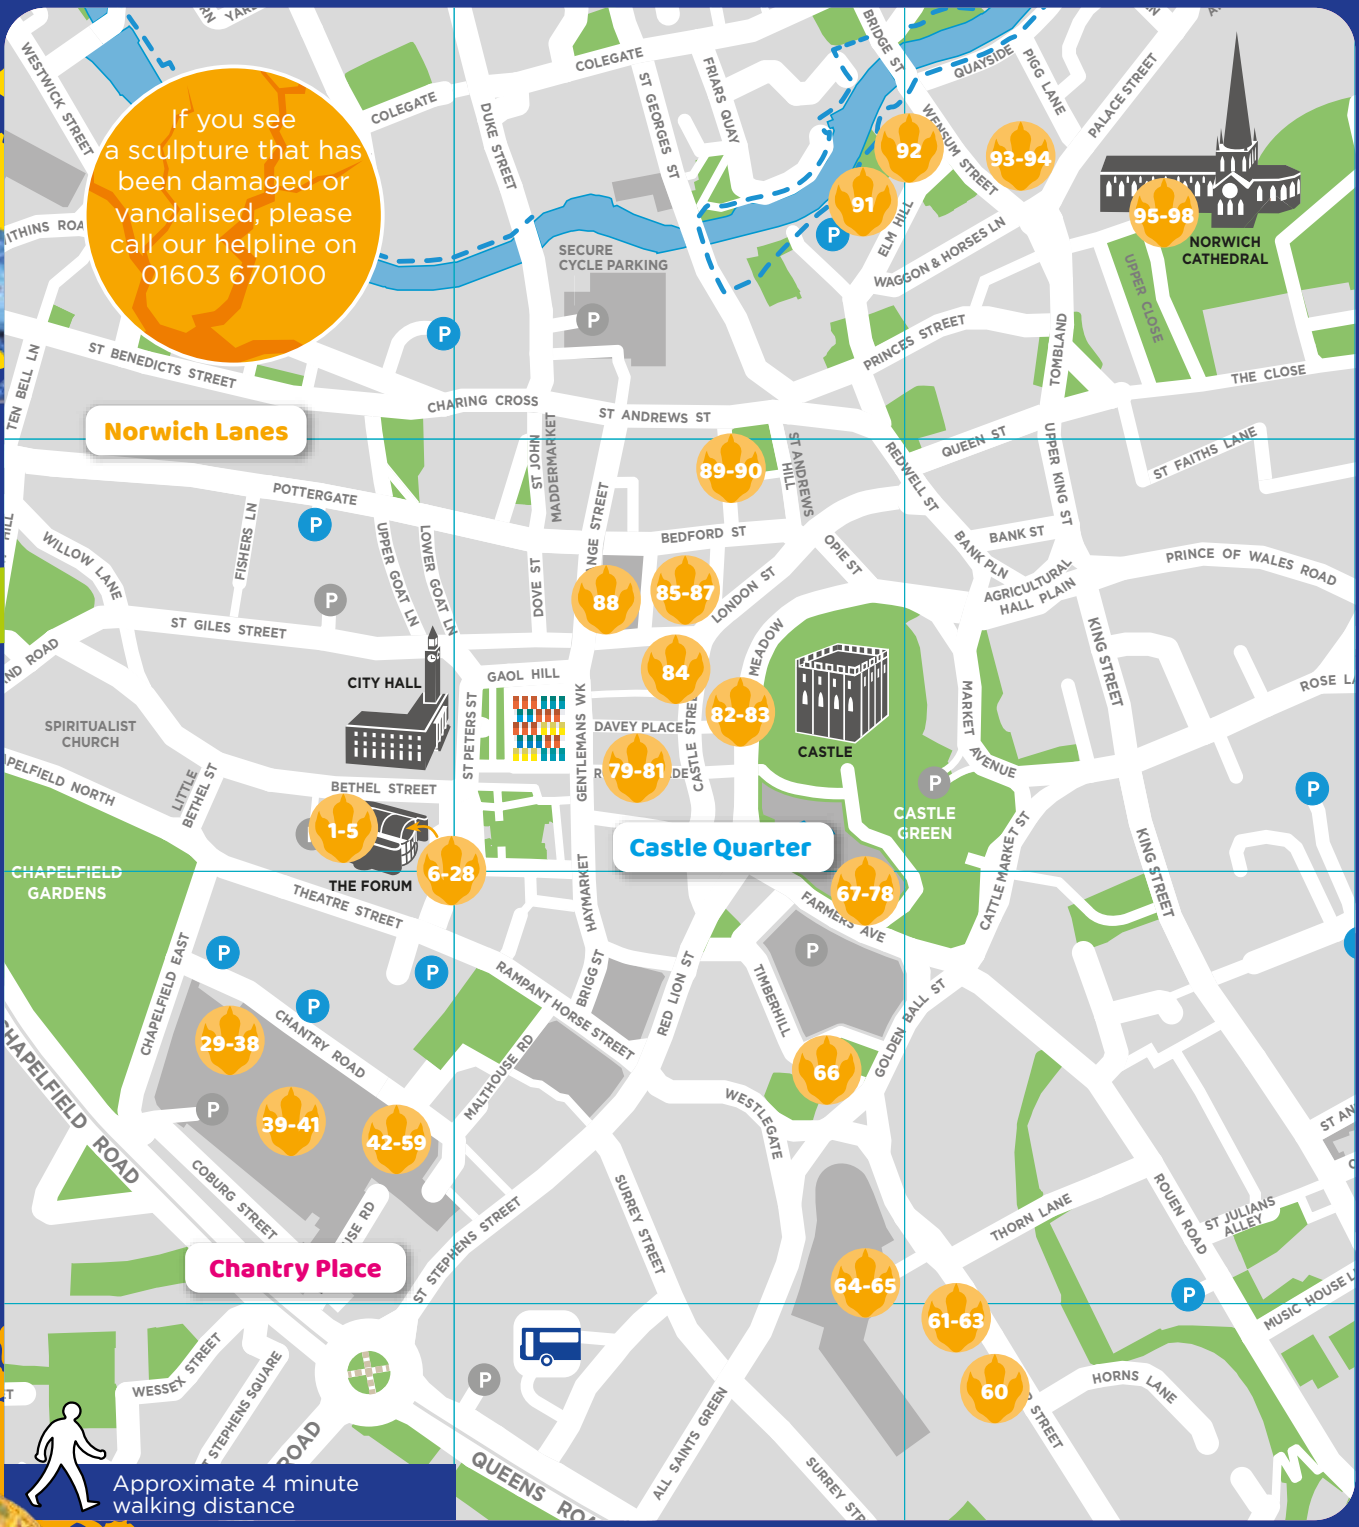 If you see
a sculpture that has
been damaged or
vandalised, please
call our helpline on
01603 670100
WESTWICK STREET
COLEGATE
COLEGATE
DUKE STREET
ST GEORGES ST
FRIARS QUAY
BRIDGE ST
QUAYSIDE
PIGG LANE
PALACE STREET
WENSUM STREET
92
93-94
91
95-98
P
ELM HILL
WAGGON & HORSES LN
NORWICH
CATHEDRAL
UPPER CLOSE
SECURE
CYCLE PARKING
P
P
ST BENEDICTS STREET
TEN BELL LN
PRINCES STREET
TOMBLAND
THE CLOSE
CHARING CROSS
ST ANDREWS ST
Norwich Lanes
ST JOHN
MADDERMARKET
89-90
ST ANDREWS
HILL
REDWELL ST
QUEEN ST
UPPER KING ST
ST FAITHS LANE
POTTERGATE
P
FISHERS LN
WILLOW LANE
HILL
UPPER GOAT LN
LOWER GOAT LN
DOVE ST
BEDFORD ST
OPIE ST
BANK ST
BANK PLN
AGRICULTURAL
HALL PLAIN
PRINCE OF WALES ROAD
P
88
85-87
LONDON ST
ST GILES STREET
CITY HALL
GAOL HILL
84
MEADOW
KING STREET
82-83
MARKET AVENUE
SPIRITUALIST
CHURCH
ST PETERS ST
GENTLEMANS WK
DAVEY PLACE
CASTLE
79-81
BETHEL STREET
LITTLE
BETHEL ST
P
P
CASTLE
GREEN
1-5
6-28
THE FORUM
Castle Quarter
67-78
CHAPELFIELD
GARDENS
THEATRE STREET
HAYMARKET
FARMERS AVE
CATTLE MARKET ST
KING STREET
P
P
P
P
CHAPELFIELD EAST
CHANTRY ROAD
RAMPANT HORSE STREET
BRIGG ST
RED LION ST
TIMBERHILL
GOLDEN BALL ST
29-38
39-41
42-59
66
P
MALTHOUSE RD
WESTLEGATE
CHAPELFIELD ROAD
COBURG STREET
SURREY STREET
ST STEPHENS STREET
THORN LANE
ROUEN ROAD
ST JULIANS
ALLEY
Chantry Place
64-65
61-63
60
P
WESSEX STREET
P
HORNS LANE
ALL SAINTS GREEN
ROAD
Approximate 4 minute
walking distance